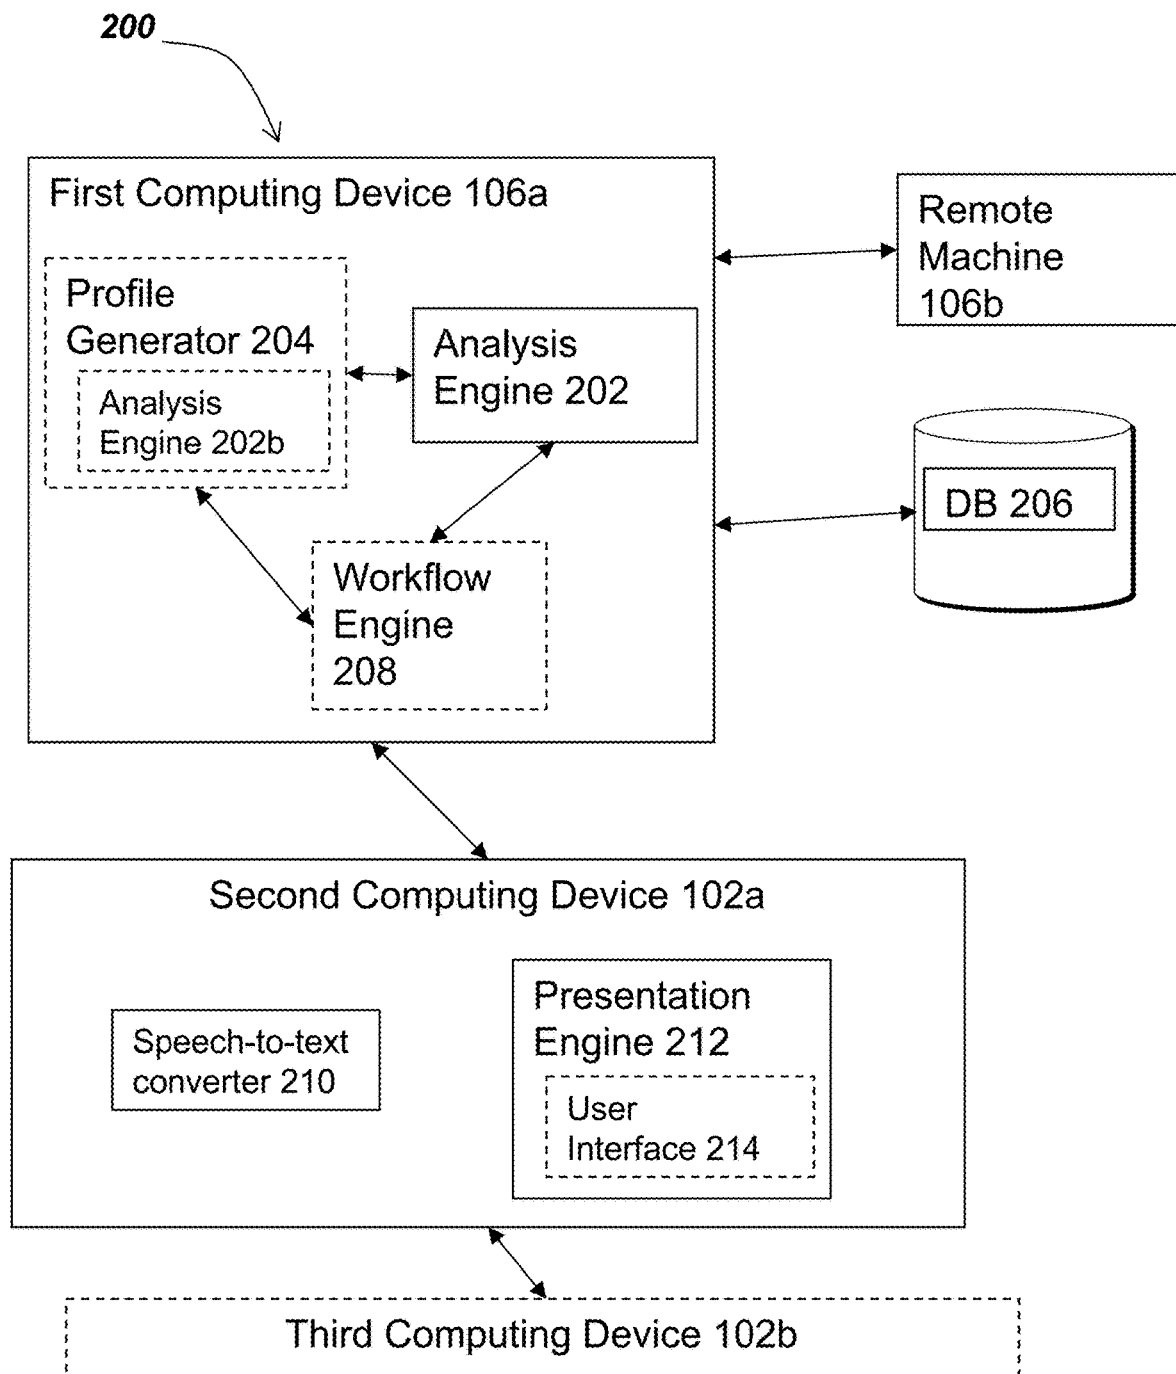 200
First Computing Device 106a
Profile
Generator 204
Analysis
Engine 202b
Analysis
Engine 202
Workflow
Engine
208
Remote
Machine
106b
DB 206
Second Computing Device 102a
Speech-to-text
converter 210
Presentation
Engine 212
User
Interface 214
Third Computing Device 102b